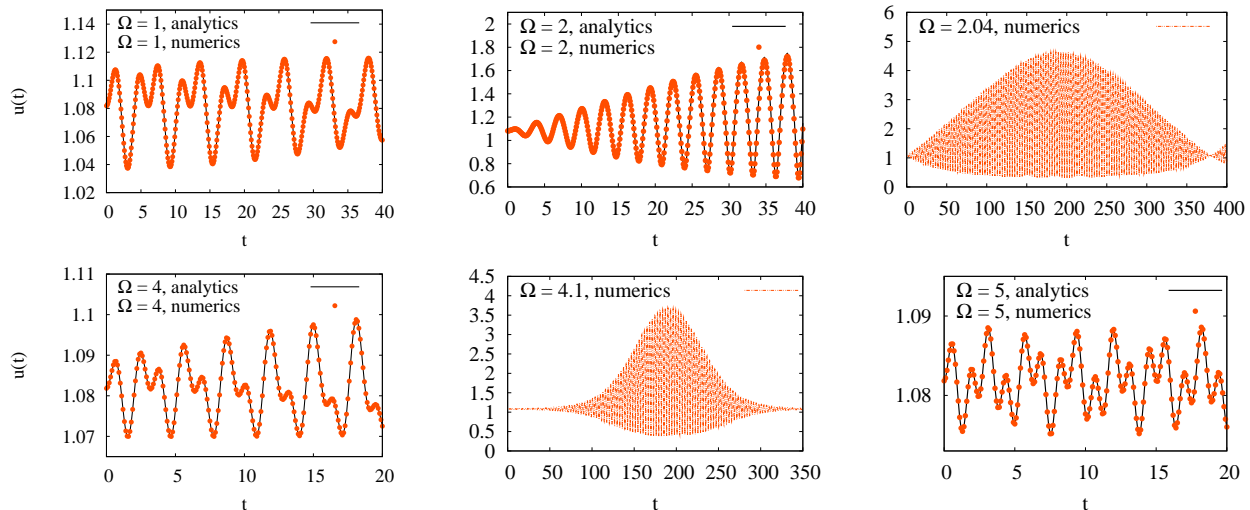 Ω = 1, analytics
Ω = 1, numerics
1.14
1.12
1.10
1.08
1.06
1.04
1.02
0 5 10 15 20 25 30 35 40
t
u(t)
Ω = 2, analytics
Ω = 2, numerics
2
1.8
1.6
1.4
1.2
1
0.8
0.6
0 5 10 15 20 25 30 35 40
t
Ω = 2.04, numerics
6
5
4
3
2
1
0
0 50 100 150 200 250 300 350 400
t
Ω = 4, analytics
Ω = 4, numerics
1.11
1.1
1.09
1.08
1.07
0 5 10 15 20
t
u(t)
Ω = 4.1, numerics
4.5
4
3.5
3
2.5
2
1.5
1
0.5
0
0 50 100 150 200 250 300 350
t
Ω = 5, analytics
Ω = 5, numerics
1.09
1.08
0 5 10 15 20
t